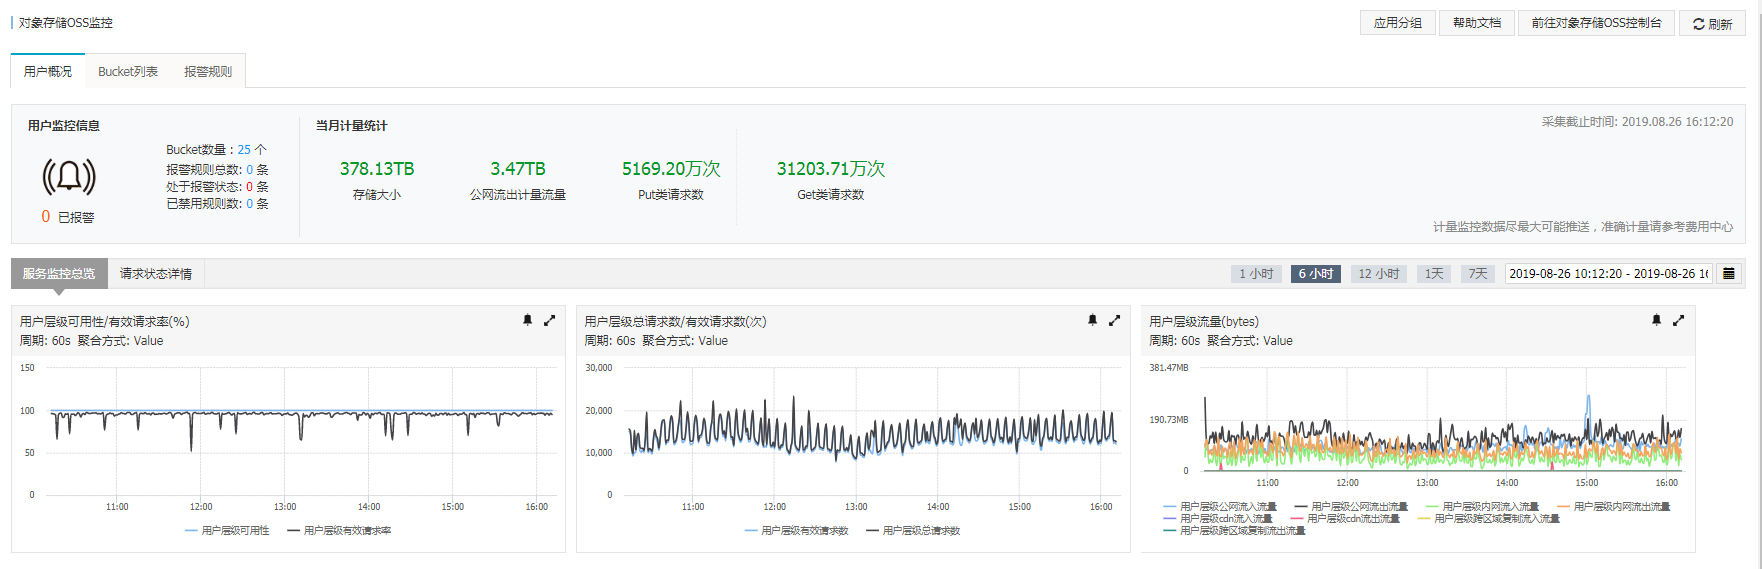 对象存储OSS监控
应用分组 帮助文档 前往对象存储OSS控制台 刷新
用户概况 Bucket列表 报警规则
用户监控信息
Bucket数量 : 25 个
报警规则总数: 0 条
处于报警状态: 0 条
已禁用规则数: 0 条
0 已报警
当月计量统计
采集截止时间: 2019.08.26 16:12:20
378.13TB 3.47TB 5169.20万次 31203.71万次
存储大小 公网流出计量流量 Put类请求数 Get类请求数
计量监控数据尽最大可能推送，准确计量请参考费用中心
服务监控总览 请求状态详情
1 小时 6 小时 12 小时 1天 7天 2019-08-26 10:12:20 - 2019-08-26 16
用户层级可用性/有效请求率(%)
周期: 60s 聚合方式: Value
150
100
50
0
11:00 12:00 13:00 14:00 15:00 16:00
用户层级可用性 用户层级有效请求率
用户层级总请求数/有效请求数(次)
周期: 60s 聚合方式: Value
30,000
20,000
10,000
0
11:00 12:00 13:00 14:00 15:00 16:00
用户层级有效请求数 用户层级总请求数
用户层级流量(bytes)
周期: 60s 聚合方式: Value
381.47MB
190.73MB
0
11:00 12:00 13:00 14:00 15:00 16:00
用户层级公网流入流量 用户层级公网流出流量 用户层级内网流入流量 用户层级内网流出流量
用户层级cdn流入流量 用户层级cdn流出流量 用户层级跨区域复制流入流量
用户层级跨区域复制流出流量